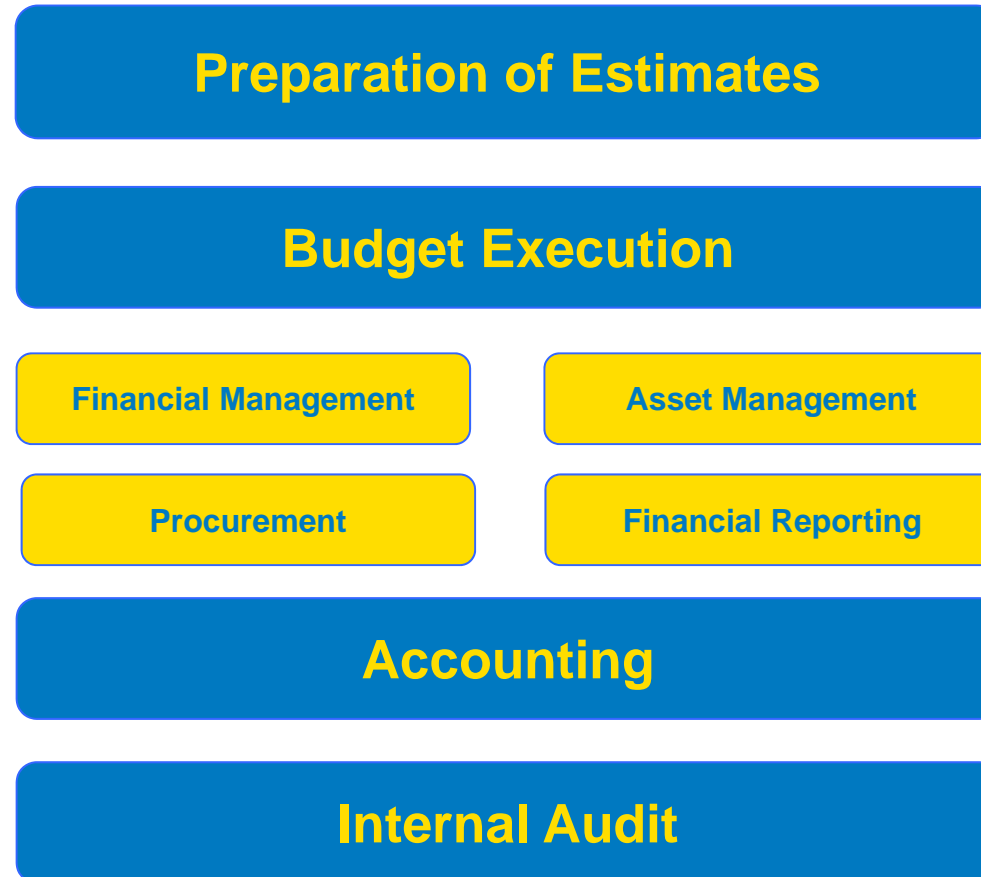 Preparation of Estimates
Budget Execution
Financial Management
Asset Management
Procurement
Financial Reporting
Accounting
Internal Audit